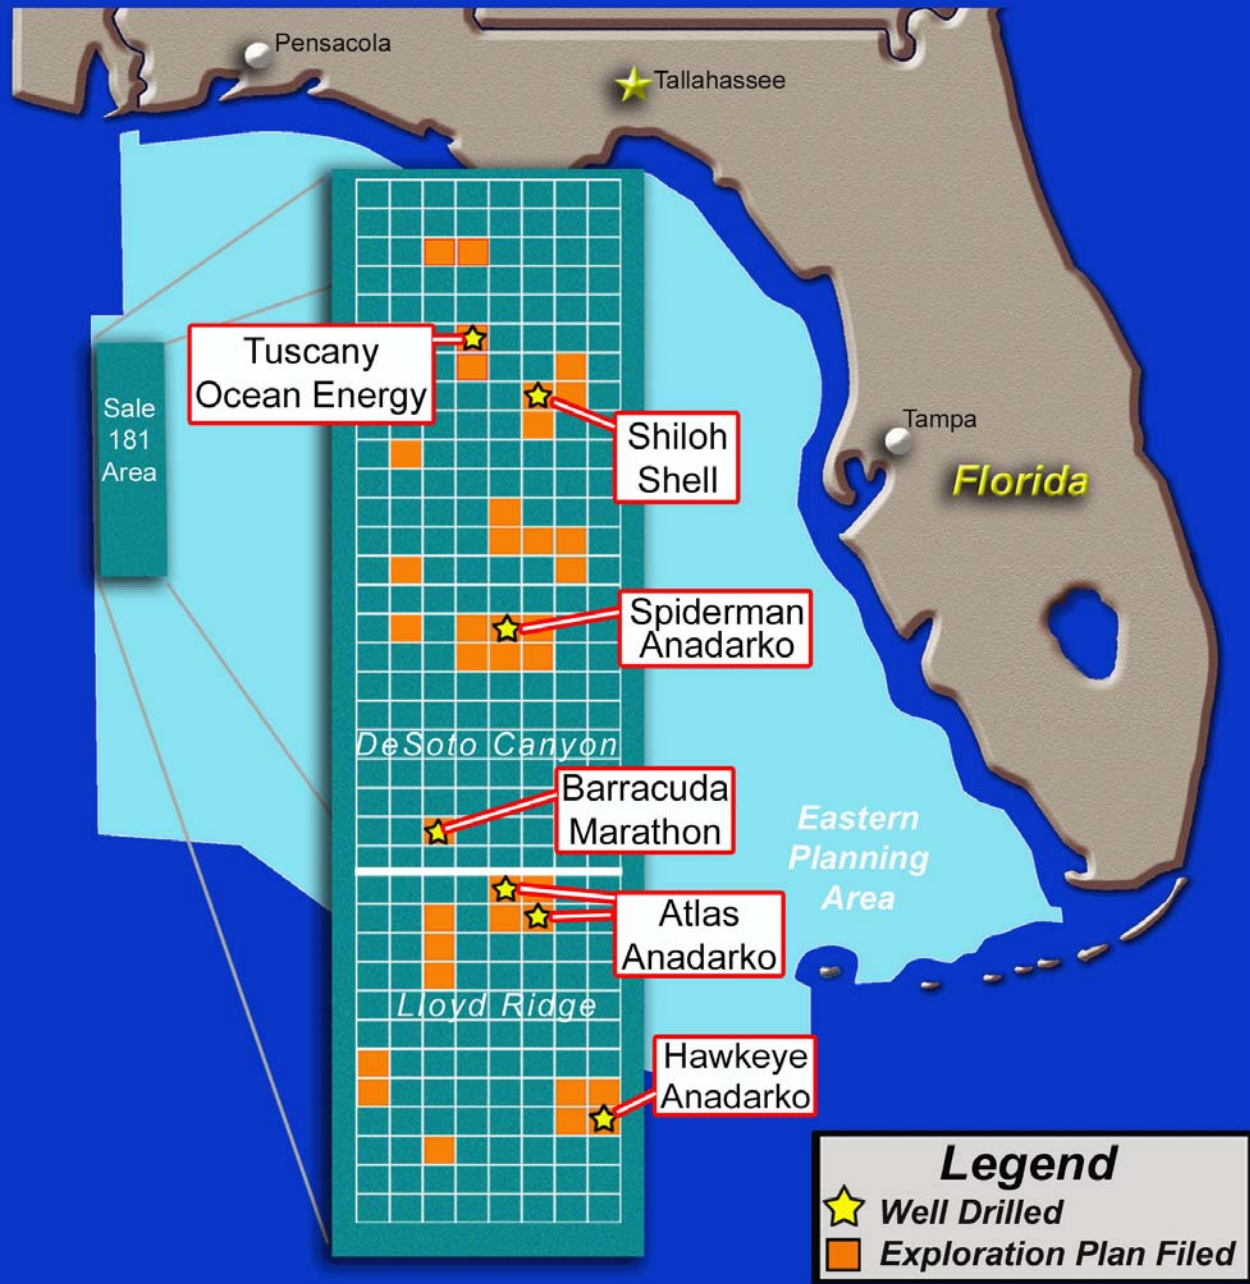 Pensacola
Tallahassee
Tuscany
Ocean Energy
Sale
181
Area
Shiloh
Shell
Tampa
Florida
Spiderman
Anadarko
DeSoto Canyon
Barracuda
Marathon
Eastern
Planning
Area
Atlas
Anadarko
Lloyd Ridge
Hawkeye
Anadarko
Legend
Well Drilled
Exploration Plan Filed